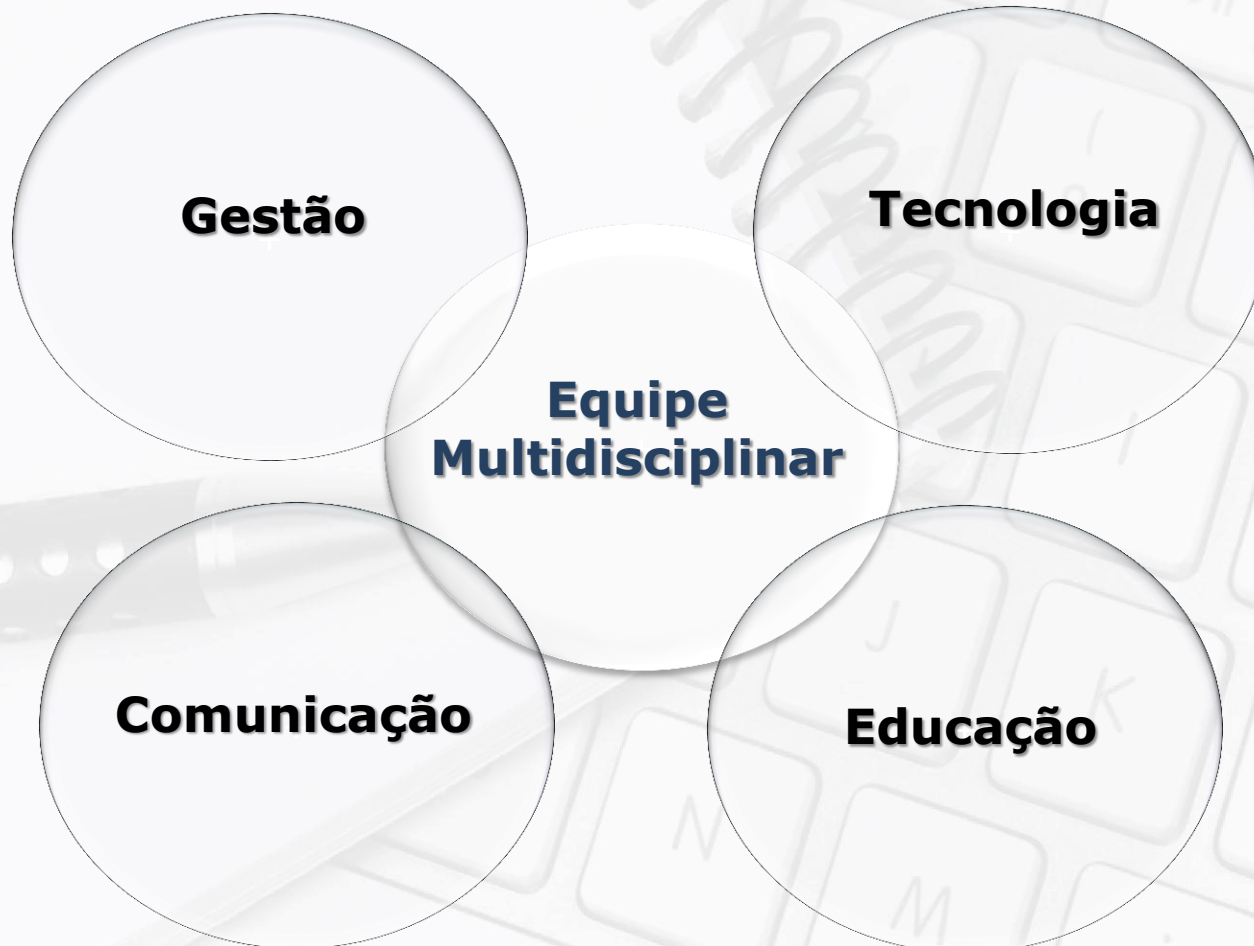 Gestão
Tecnologia
Equipe
Multidisciplinar
Comunicação
Educação
J
K
N
M